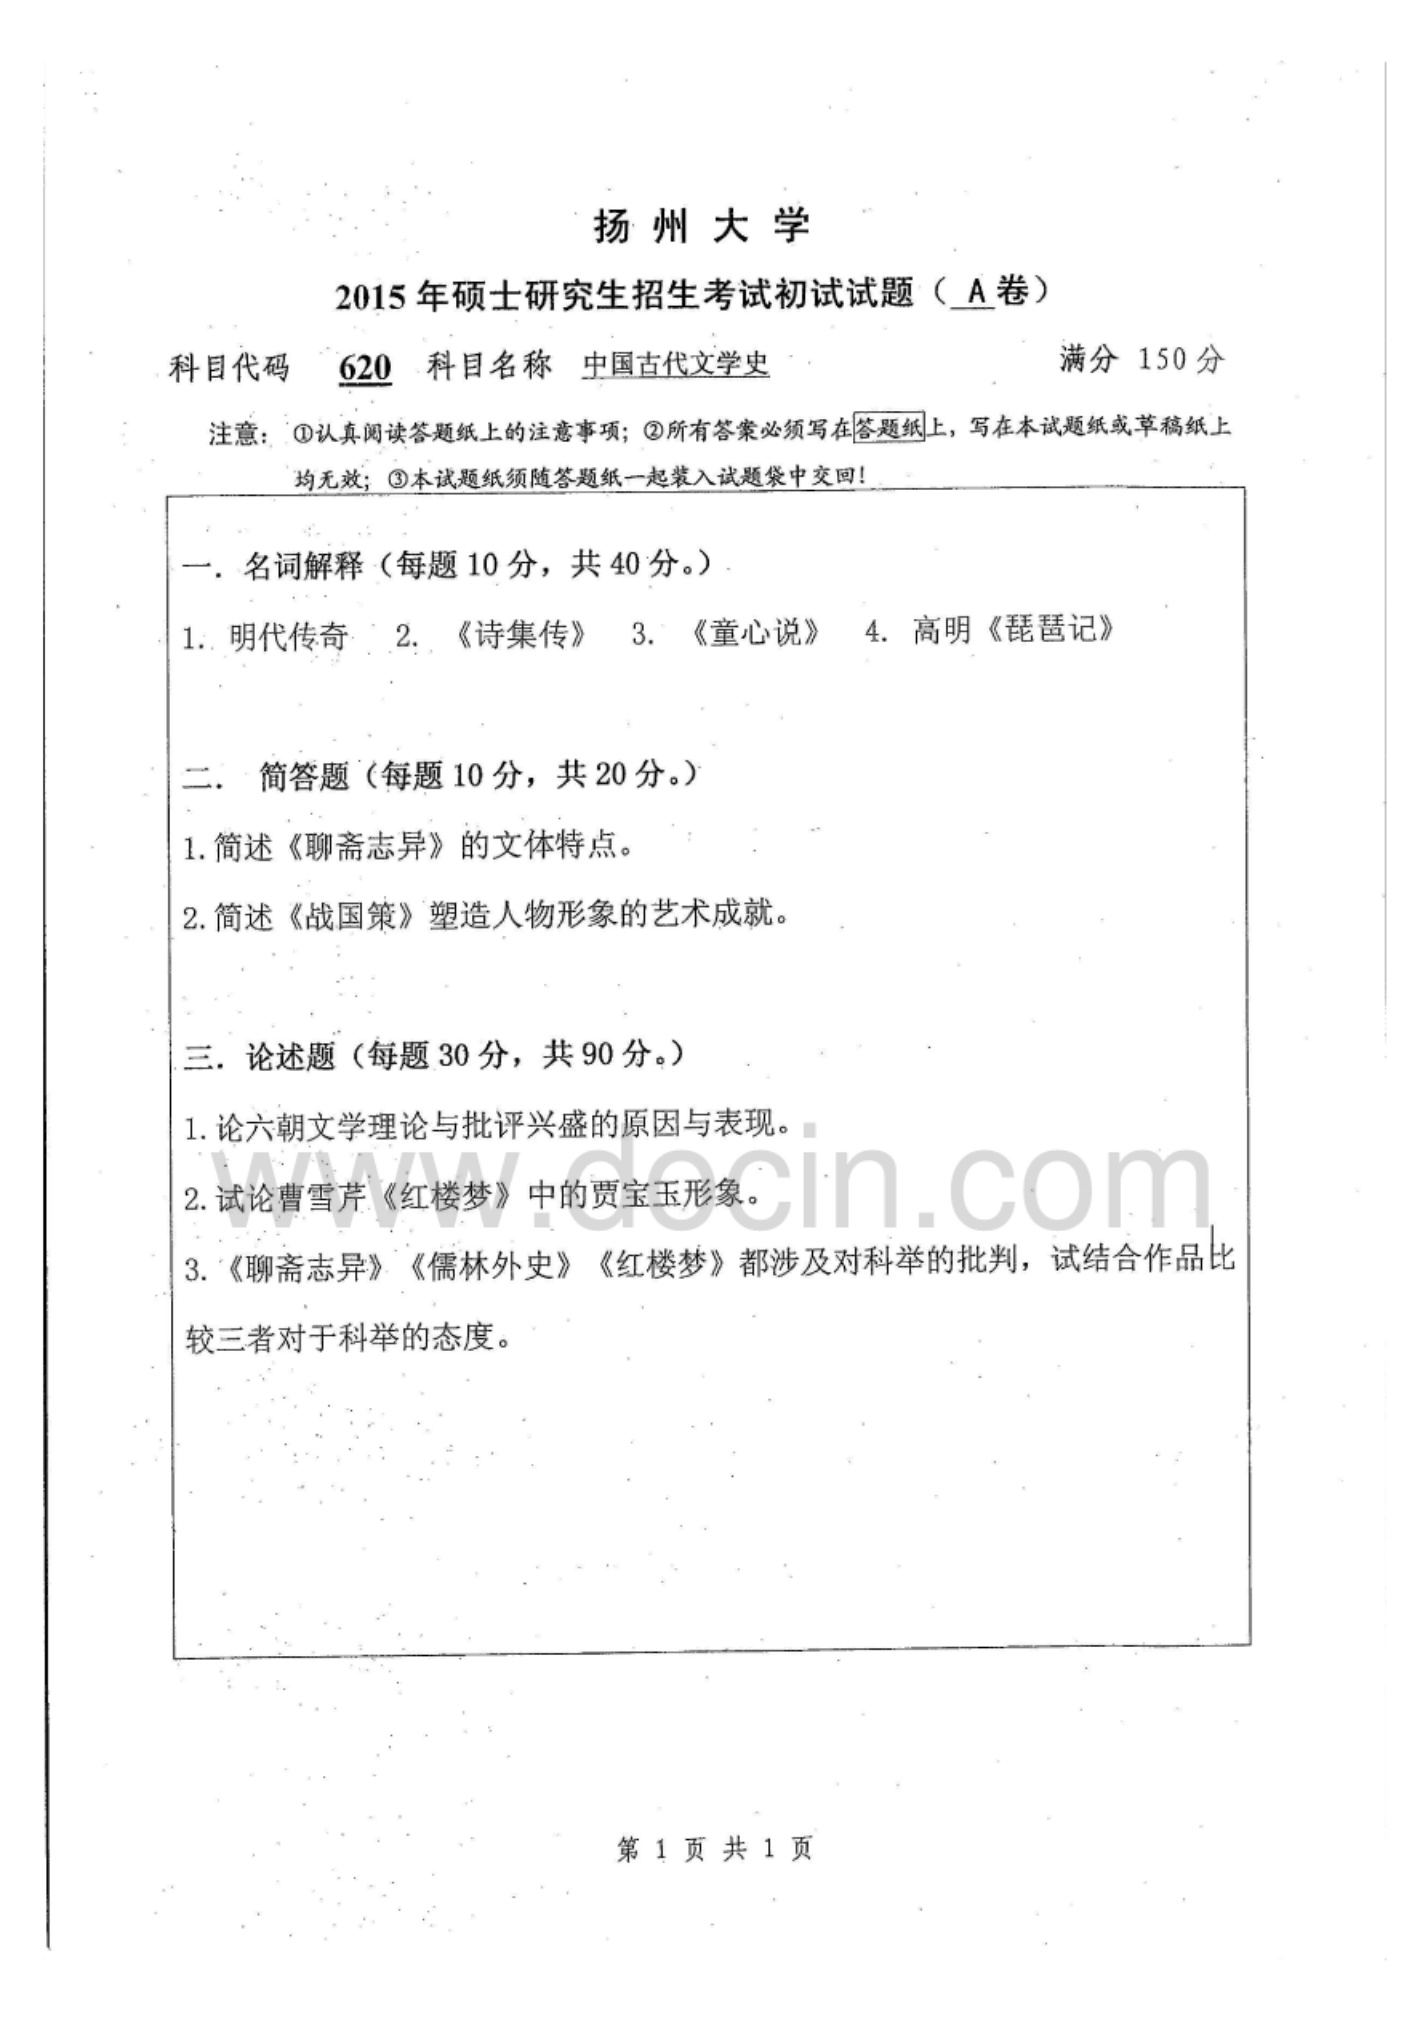 扬州大学
2015年硕士研究生招生考试初试试题（ A 卷）
科目代码 620 科目名称 中国古代文学史 满分 150分
注意：①认真阅读答题纸上的注意事项；②所有答案必须写在答题纸上，写在本试题纸或草稿纸上
均无效；③本试题纸须随答题纸一起装入试题袋中交回！
一．名词解释（每题10分，共40分。）
1. 明代传奇 2. 《诗集传》 3. 《童心说》 4. 高明《琵琶记》
二． 简答题（每题10分，共20分。）
1.简述《聊斋志异》的文体特点。
2.简述《战国策》塑造人物形象的艺术成就。
三．论述题（每题30分，共90分。）
1.论六朝文学理论与批评兴盛的原因与表现。
www.docin.com
2.试论曹雪芹《红楼梦》中的贾宝玉形象。
3.《聊斋志异》《儒林外史》《红楼梦》都涉及对科举的批判，试结合作品比
较三者对于科举的态度。
第 1 页 共 1 页